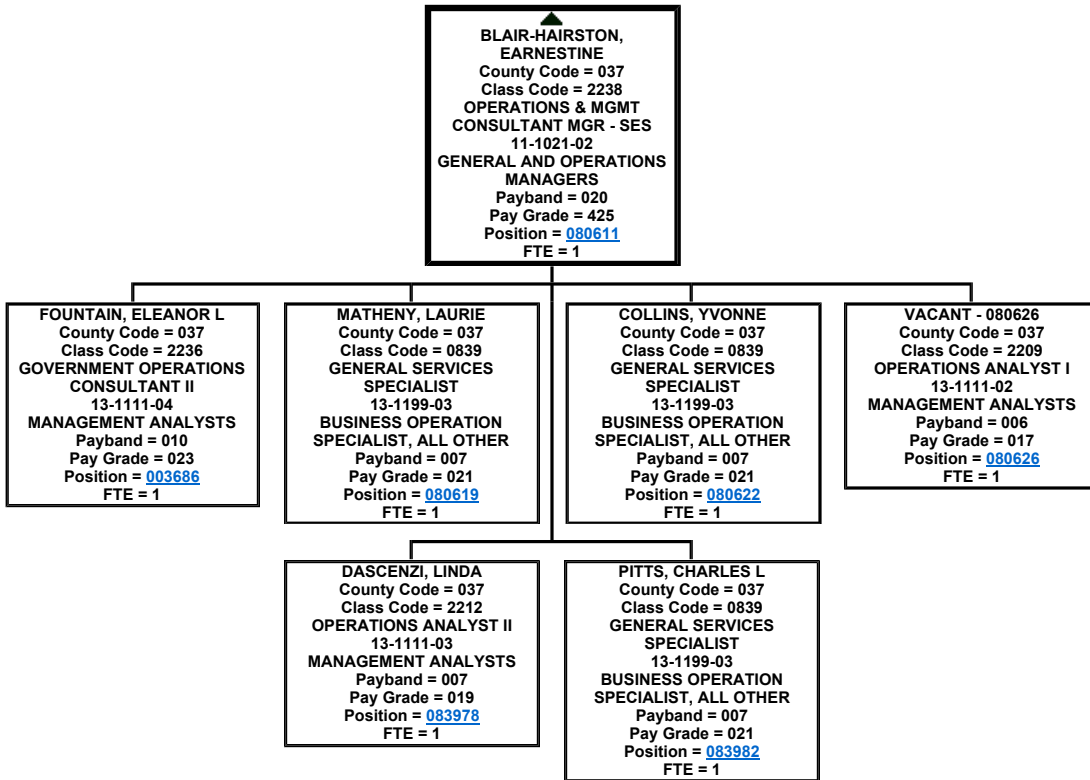 BLAIR-HAIRSTON,
EARNESTINE
County Code = 037
Class Code = 2238
OPERATIONS & MGMT
CONSULTANT MGR - SES
11-1021-02
GENERAL AND OPERATIONS
MANAGERS
Payband = 020
Pay Grade = 425
Position = 080611
FTE = 1
FOUNTAIN, ELEANOR L
County Code = 037
Class Code = 2236
GOVERNMENT OPERATIONS
CONSULTANT II
13-1111-04
MANAGEMENT ANALYSTS
Payband = 010
Pay Grade = 023
Position = 003686
FTE = 1
MATHENY, LAURIE
County Code = 037
Class Code = 0839
GENERAL SERVICES
SPECIALIST
13-1199-03
BUSINESS OPERATION
SPECIALIST, ALL OTHER
Payband = 007
Pay Grade = 021
Position = 080619
FTE = 1
COLLINS, YVONNE
County Code = 037
Class Code = 0839
GENERAL SERVICES
SPECIALIST
13-1199-03
BUSINESS OPERATION
SPECIALIST, ALL OTHER
Payband = 007
Pay Grade = 021
Position = 080622
FTE = 1
VACANT - 080626
County Code = 037
Class Code = 2209
OPERATIONS ANALYST I
13-1111-02
MANAGEMENT ANALYSTS
Payband = 006
Pay Grade = 017
Position = 080626
FTE = 1
DASCENZI, LINDA
County Code = 037
Class Code = 2212
OPERATIONS ANALYST II
13-1111-03
MANAGEMENT ANALYSTS
Payband = 007
Pay Grade = 019
Position = 083978
FTE = 1
PITTS, CHARLES L
County Code = 037
Class Code = 0839
GENERAL SERVICES
SPECIALIST
13-1199-03
BUSINESS OPERATION
SPECIALIST, ALL OTHER
Payband = 007
Pay Grade = 021
Position = 083982
FTE = 1